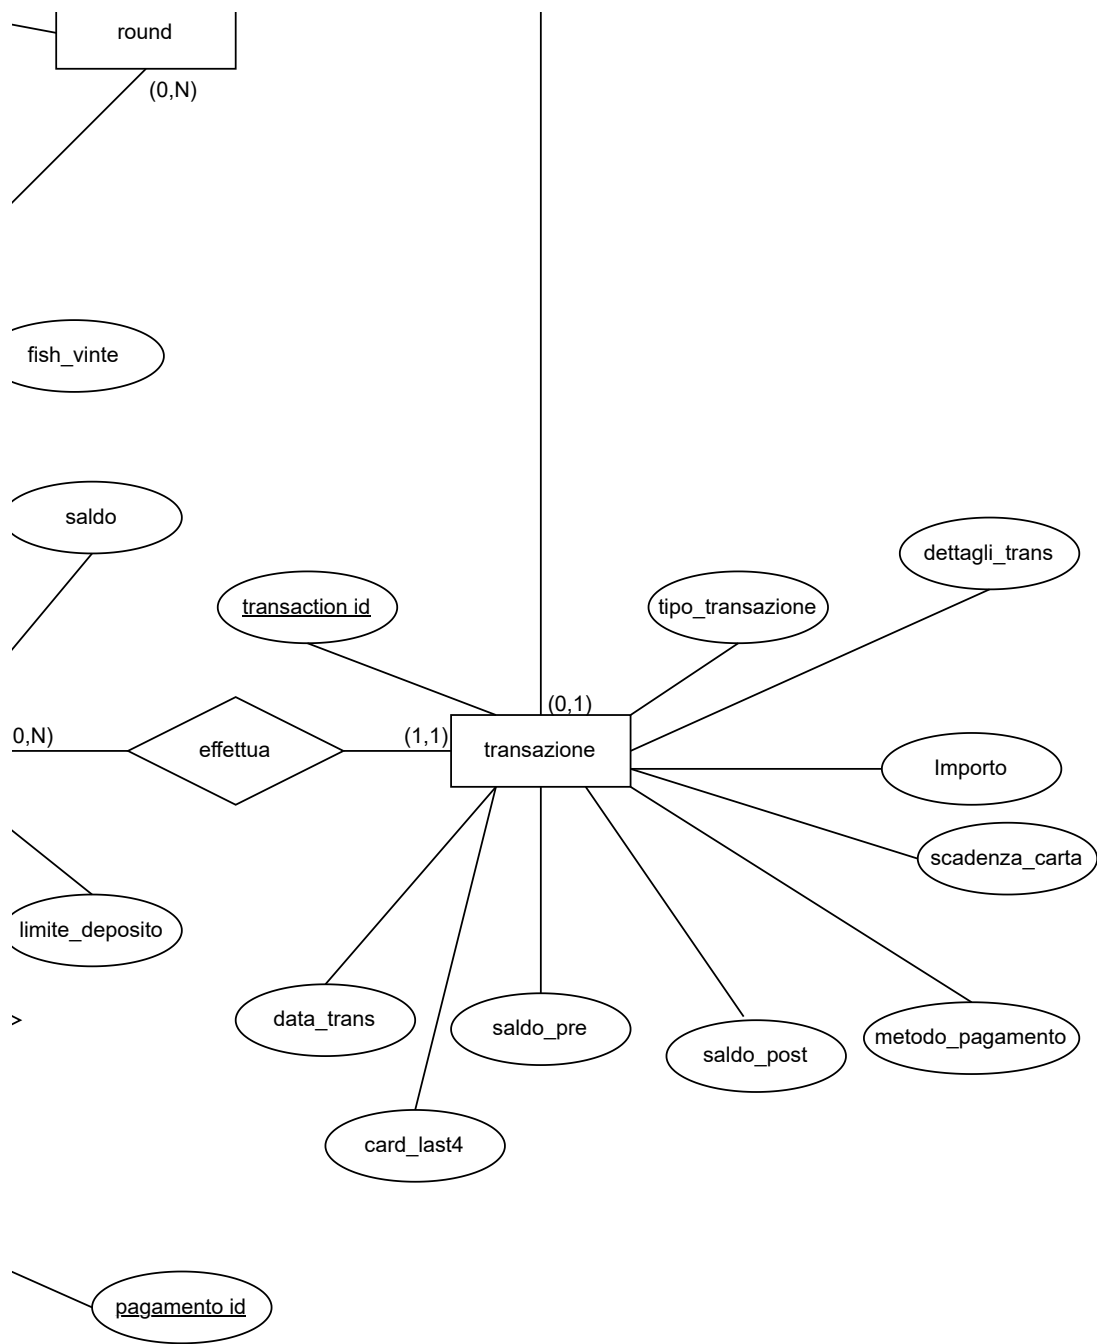 round
(0,N)
fish_vinte
saldo
dettagli_trans
transaction id
tipo_transazione
(0,1)
0,N)
effettua
(1,1)
transazione
Importo
scadenza_carta
limite_deposito
data_trans
saldo_pre
saldo_post
metodo_pagamento
card_last4
pagamento id